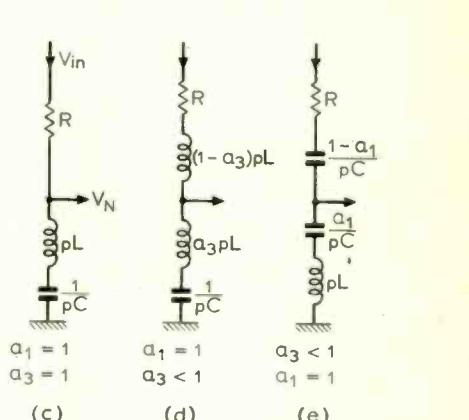 Vin
R
R
R
(1-a3)pL
1-a1
pC
VN
pL
a3pL
a1
pC
pL
1
pC
1
pC
a1 = 1
a3 = 1
a1 = 1
a3 < 1
a3 < 1
a1 = 1
(c)
(d)
(e)